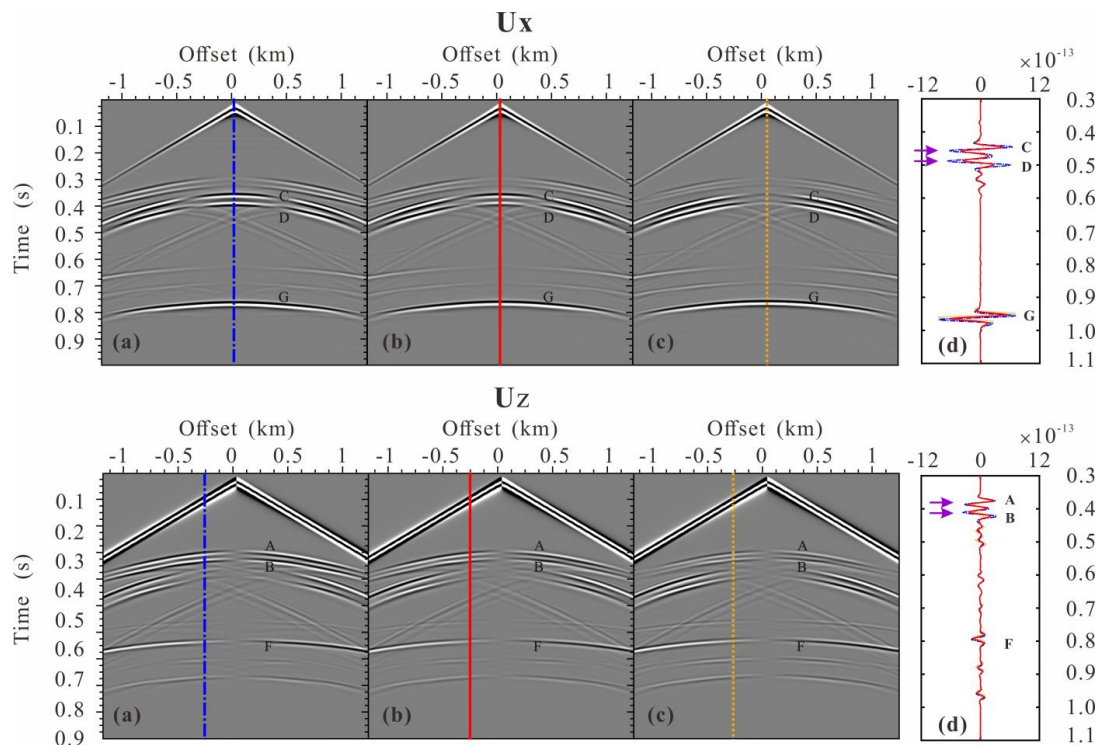 Ux
Offset (km) Offset (km) Offset (km) ×10⁻¹³
-1 -0.5 0 0.5 1 -1 -0.5 0 0.5 1 -1 -0.5 0 0.5 1 -12 0 12
0.3
0.1
0.4
C
0.2
D 0.5
0.3
0.6
C C C
0.4
D D D
0.7
0.5
Time (s)
0.8
0.6
0.9
0.7
G G G G
1.0
0.8
0.9
(a) (b) (c) (d)
1.1
Uz
Offset (km) Offset (km) Offset (km) ×10⁻¹³
-1 -0.5 0 0.5 1 -1 -0.5 0 0.5 1 -1 -0.5 0 0.5 1 -12 0 12
0.3
0.1
A
0.4
B
0.2
0.5
A A A
0.3
B B B
0.6
0.4
0.7
0.5
Time (s)
F 0.8
0.6
F F F
0.9
0.7
1.0
0.8
(a) (b) (c) (d)
0.9 1.1